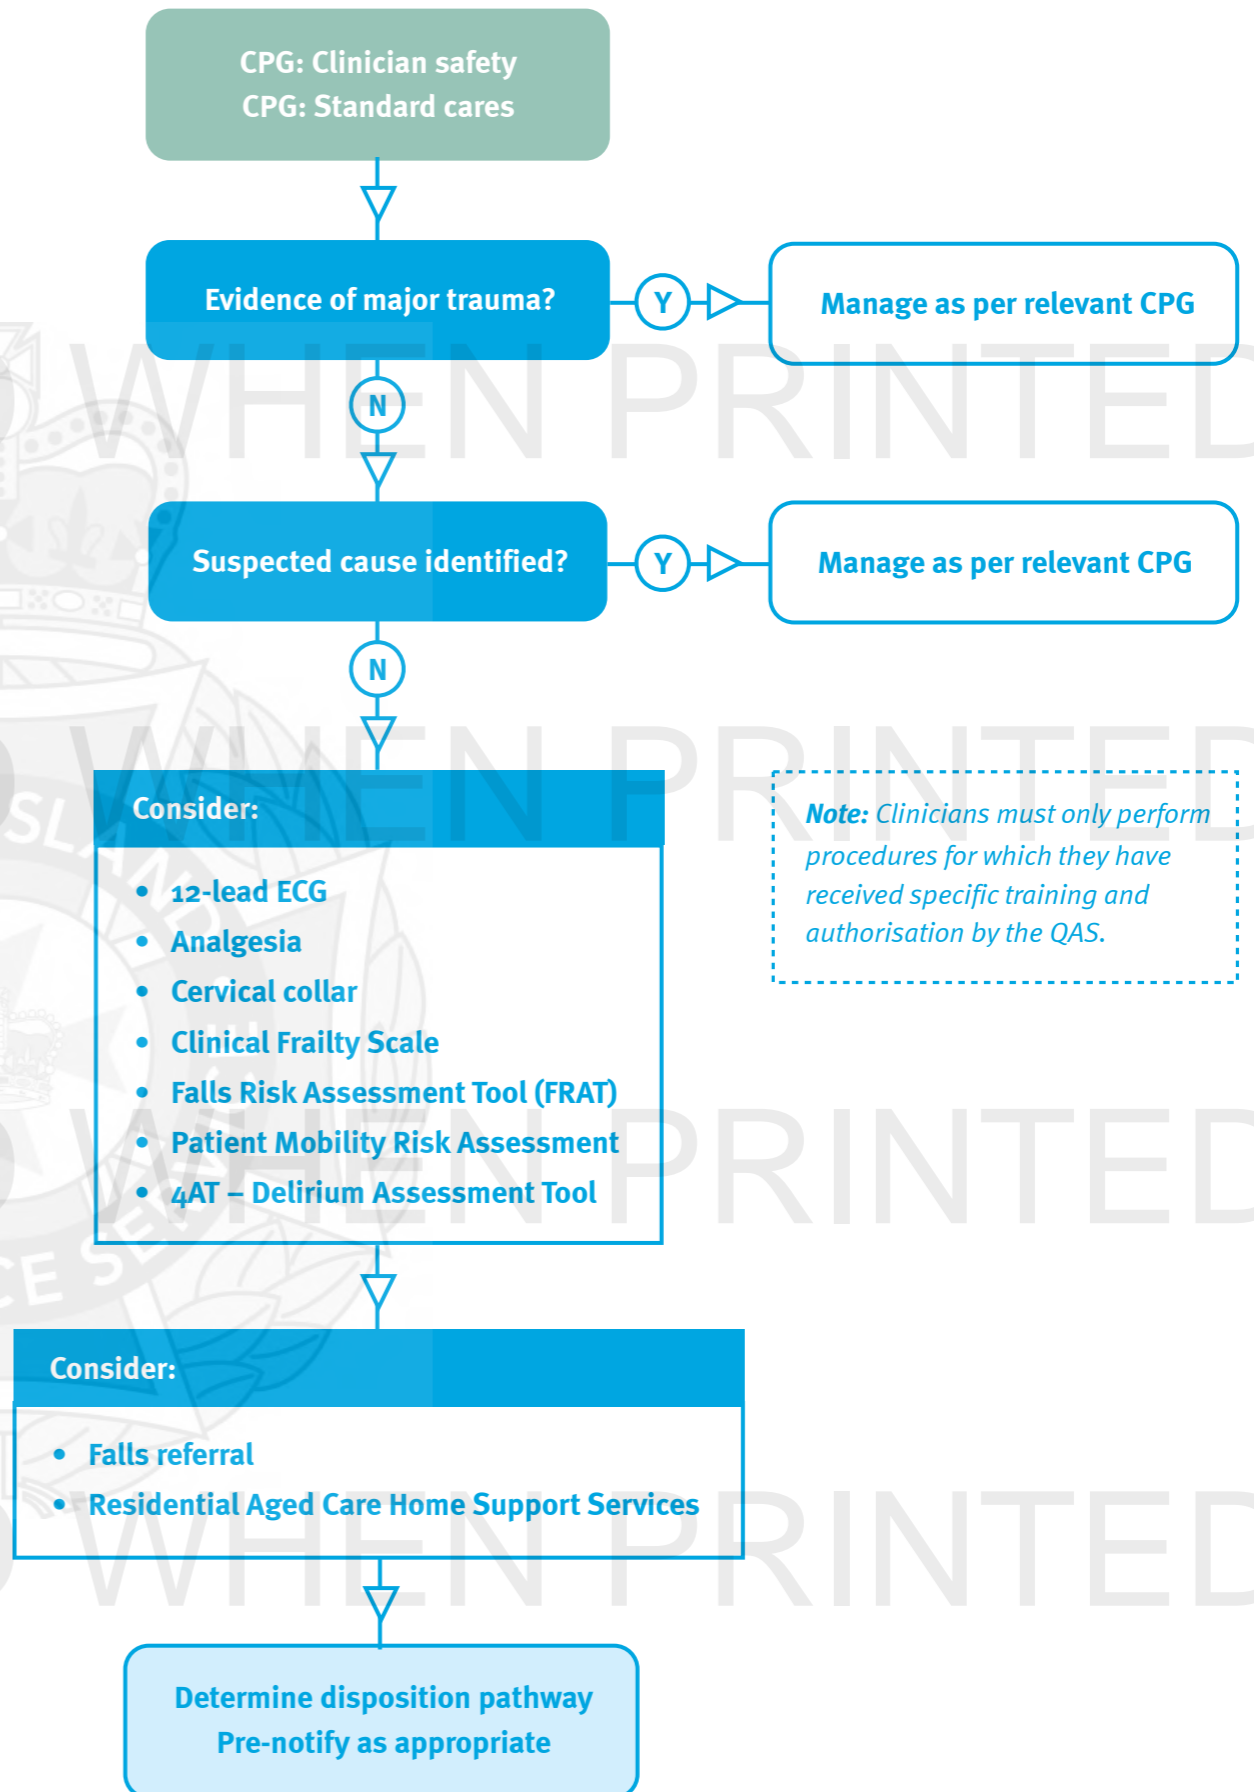 CPG: Clinician safety
CPG: Standard cares
Evidence of major trauma?
Y
Manage as per relevant CPG
N
Suspected cause identified?
Y
Manage as per relevant CPG
N
Consider:
• 12-lead ECG
• Analgesia
• Cervical collar
• Clinical Frailty Scale
• Falls Risk Assessment Tool (FRAT)
• Patient Mobility Risk Assessment
• 4AT – Delirium Assessment Tool
Note: Clinicians must only perform
procedures for which they have
received specific training and
authorisation by the QAS.
Consider:
• Falls referral
• Residential Aged Care Home Support Services
Determine disposition pathway
Pre-notify as appropriate
WHEN PRINTED
WHEN PRINTED
WHEN PRINTED
WHEN PRINTED